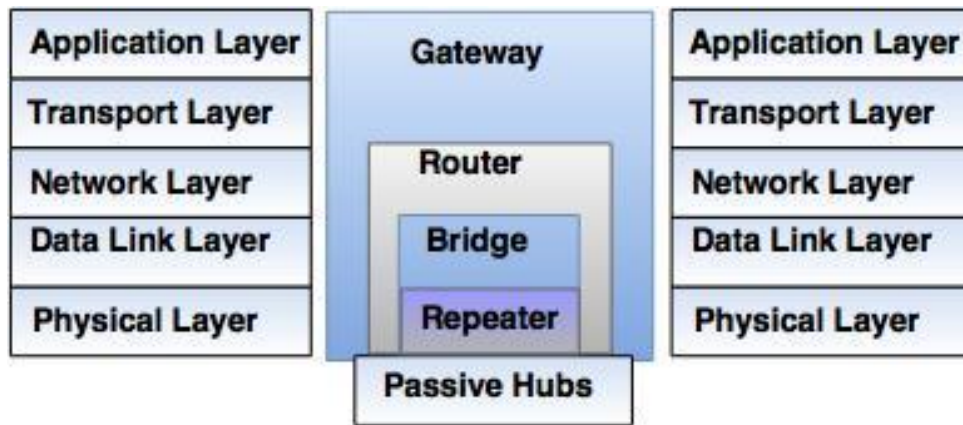 Application Layer
Transport Layer
Network Layer
Data Link Layer
Physical Layer
Gateway
Router
Bridge
Repeater
Passive Hubs
Application Layer
Transport Layer
Network Layer
Data Link Layer
Physical Layer